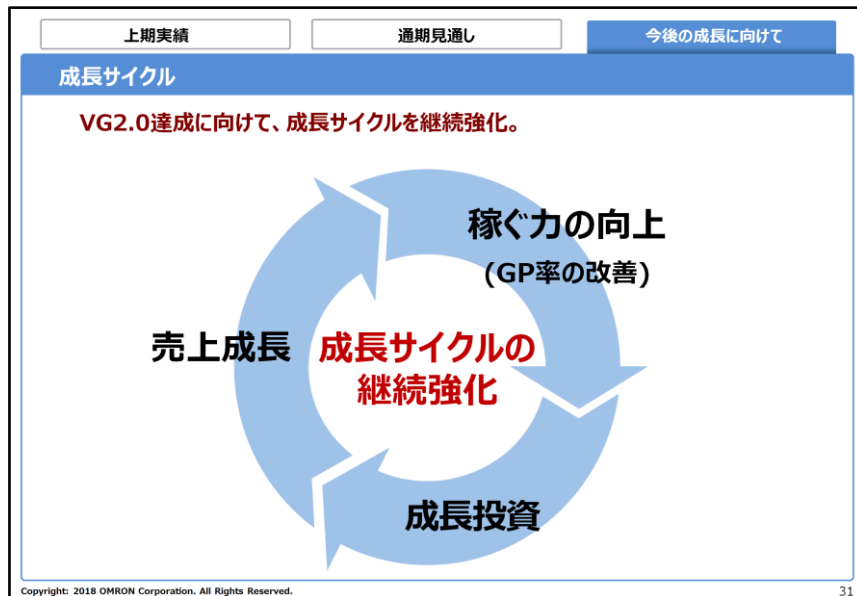 上期実績
通期見通し
今後の成長に向けて
成長サイクル
VG2.0達成に向けて、成長サイクルを継続強化。
稼ぐ力の向上
(GP率の改善)
売上成長
成長サイクルの
継続強化
成長投資
Copyright: 2018 OMRON Corporation. All Rights Reserved.
31